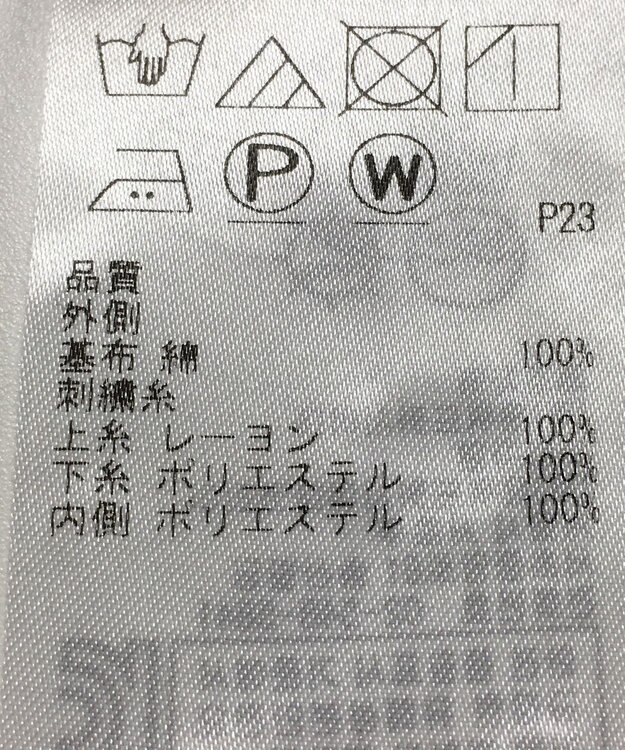 P W
P23
品質
外側
基布 綿 100%
刺繍糸
上糸 レーヨン 100%
下糸 ポリエステル 100%
内側 ポリエステル 100%